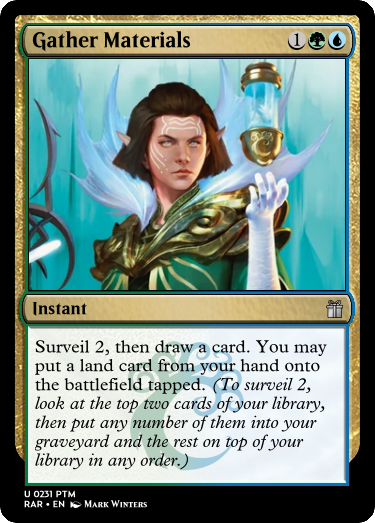 Gather Materials 1
Instant
Surveil 2, then draw a card. You may
put a land card from your hand onto
the battlefield tapped. (To surveil 2,
look at the top two cards of your library,
then put any number of them into your
graveyard and the rest on top of your
library in any order.)
U 0231 PTM
RAR • EN Mark Winters